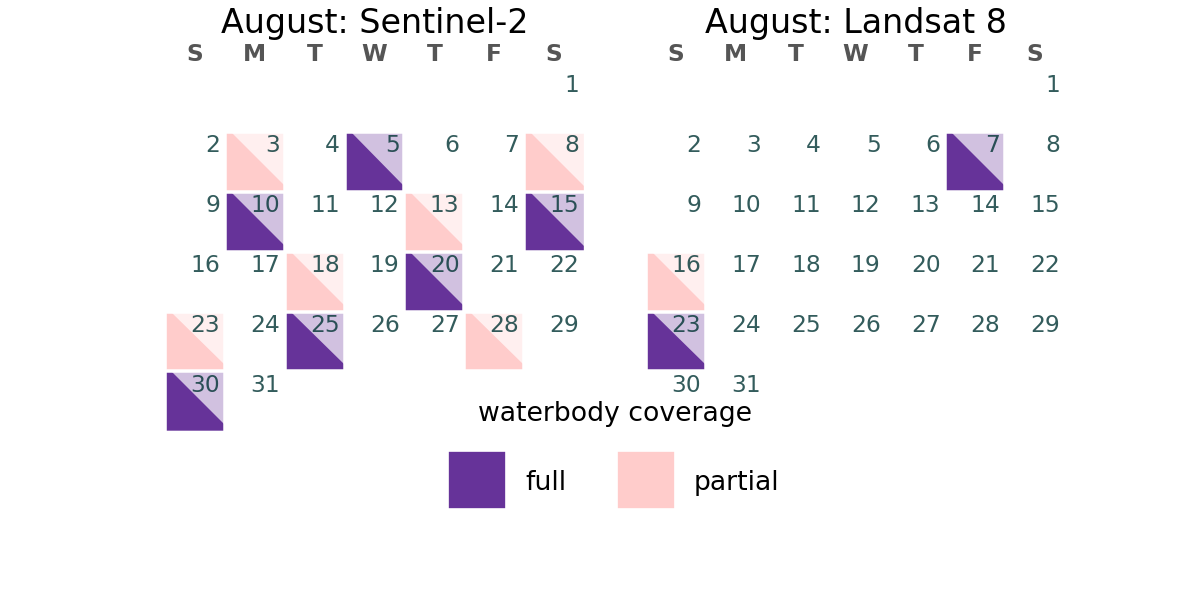 August: Sentinel-2
S M T W T F S
1
2 3 4 5 6 7 8
9 10 11 12 13 14 15
16 17 18 19 20 21 22
23 24 25 26 27 28 29
30 31
August: Landsat 8
S M T W T F S
1
2 3 4 5 6 7 8
9 10 11 12 13 14 15
16 17 18 19 20 21 22
23 24 25 26 27 28 29
30 31
waterbody coverage
full partial